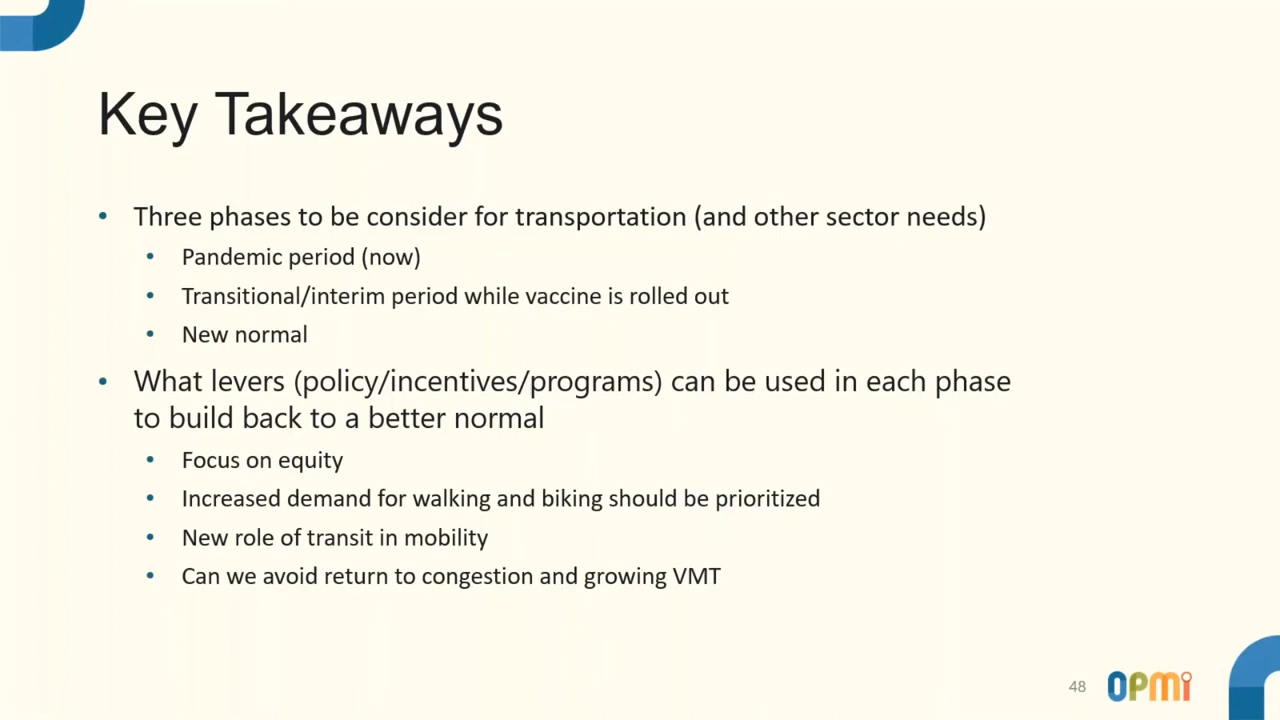 Key Takeaways
• Three phases to be consider for transportation (and other sector needs)
• Pandemic period (now)
• Transitional/interim period while vaccine is rolled out
• New normal
• What levers (policy/incentives/programs) can be used in each phase
to build back to a better normal
• Focus on equity
• Increased demand for walking and biking should be prioritized
• New role of transit in mobility
• Can we avoid return to congestion and growing VMT
48 OPMI